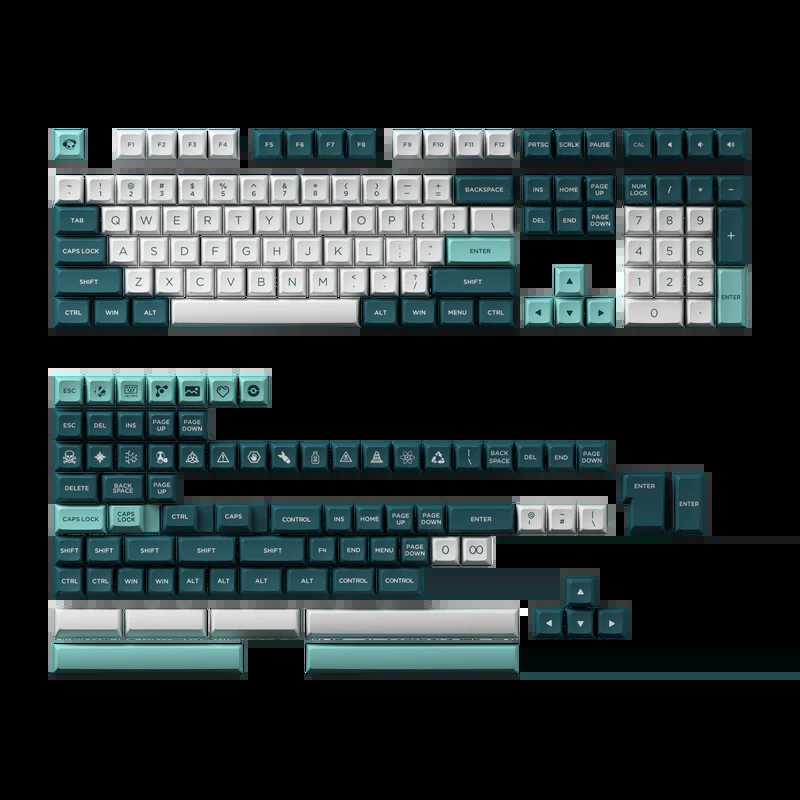 F1 F2 F3 F4 F5 F6 F7 F8 F9 F10 F11 F12 PRTSC SCRLK PAUSE CAL
~ ! @ # $ % ^ & * ( ) — +
` 1 2 3 4 5 6 7 8 9 0 - = BACKSPACE INS HOME PAGE UP NUM LOCK / * −
TAB Q W E R T Y U I O P { [ } ] | \ DEL END PAGE DOWN 7 8 9 +
CAPS LOCK A S D F G H J K L : ; " ' ENTER 4 5 6
SHIFT Z X C V B N M < , > . ? / SHIFT 1 2 3 ENTER
CTRL WIN ALT ALT WIN MENU CTRL 0 .
ESC
ESC DEL INS PAGE UP PAGE DOWN
| \ BACK SPACE DEL END PAGE DOWN
DELETE BACK SPACE PAGE UP ENTER ENTER
CAPS LOCK CAPS LOCK CTRL CAPS CONTROL INS HOME PAGE UP PAGE DOWN ENTER @ ' ~ # | \
SHIFT SHIFT SHIFT SHIFT SHIFT FN END MENU PAGE DOWN 0 00
CTRL CTRL WIN WIN ALT ALT ALT ALT CONTROL CONTROL